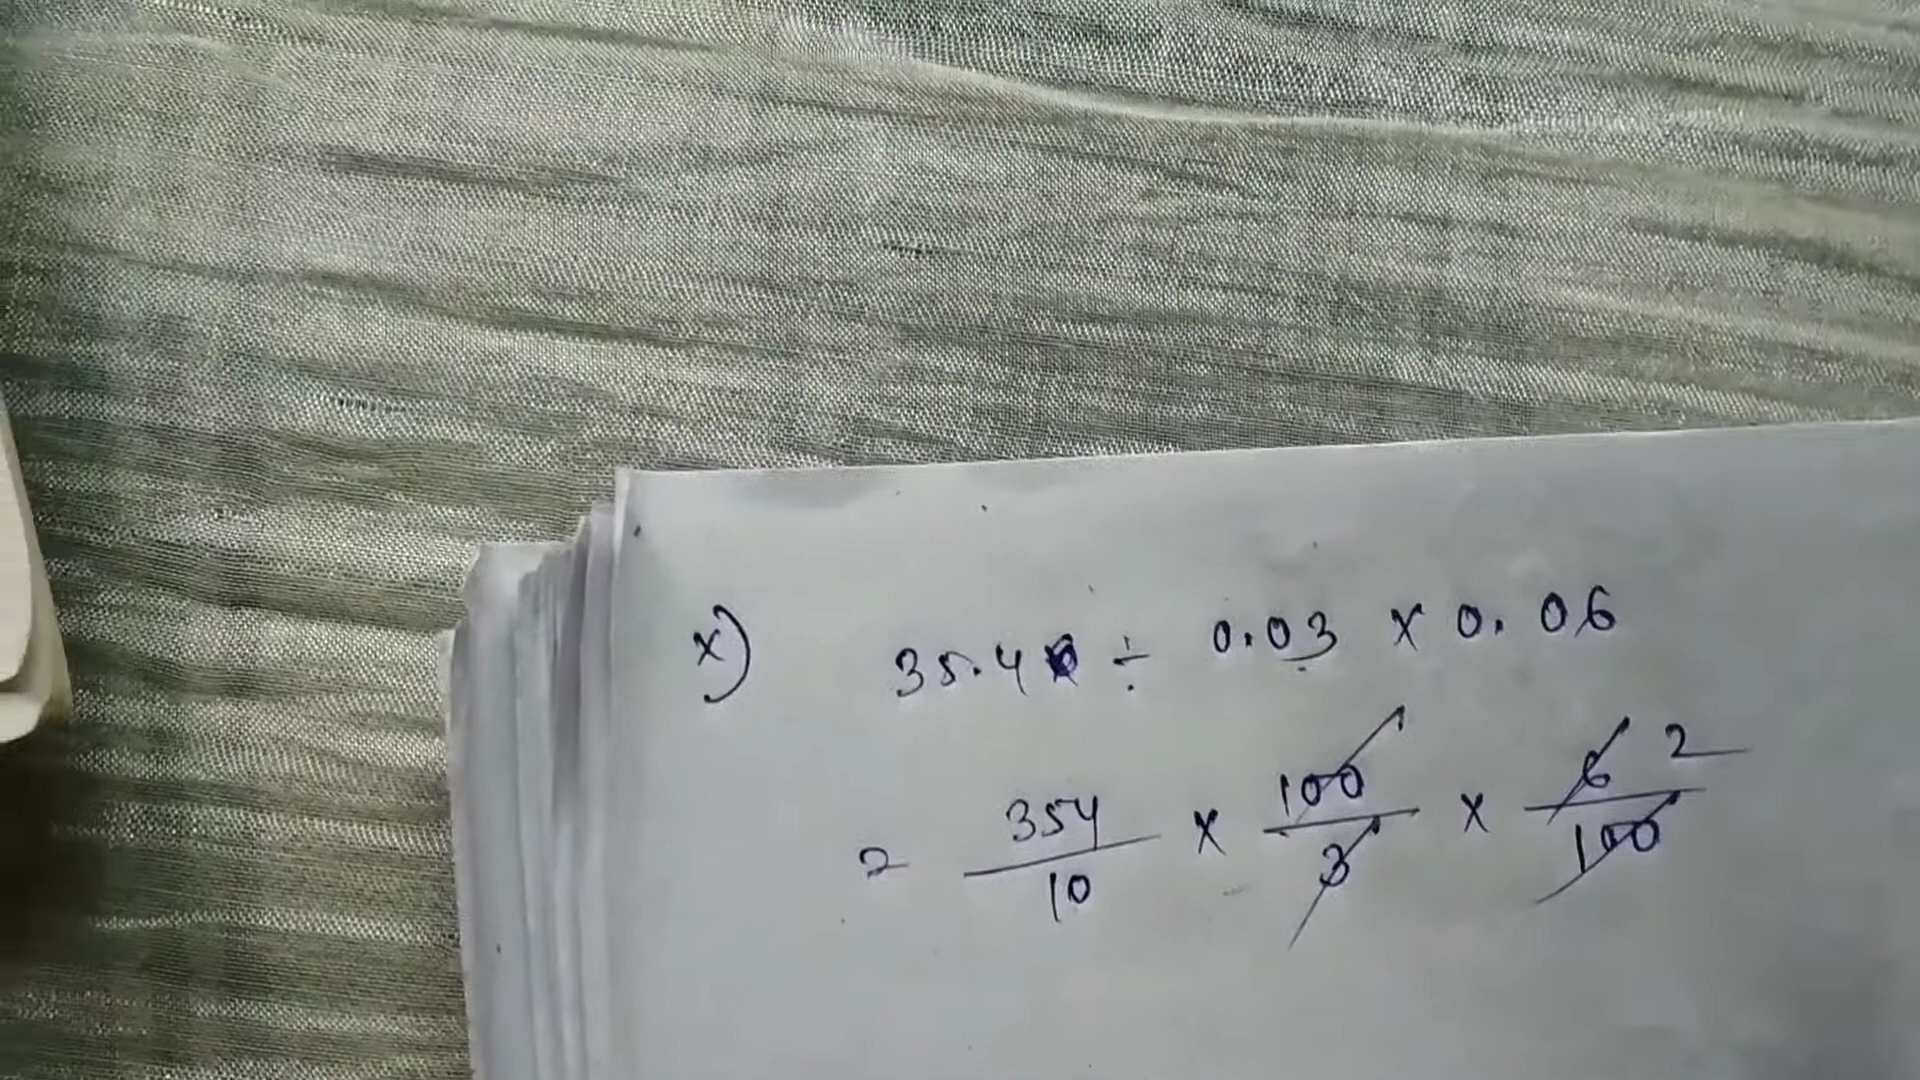 x) 35.4 ÷ 0.03 × 0.06
= 354/10 × 100/3 × 6/100 2